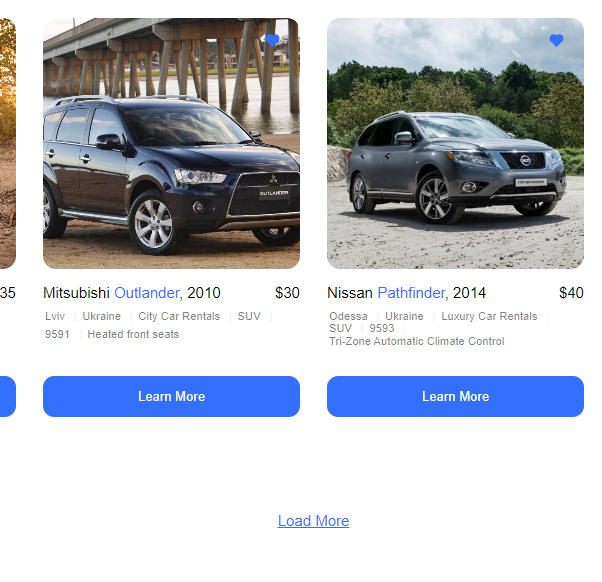 35
OUTLANDER
Mitsubishi Outlander, 2010 $30
Lviv Ukraine City Car Rentals SUV
9591 Heated front seats
Learn More
Nissan Pathfinder, 2014 $40
Odessa Ukraine Luxury Car Rentals
SUV 9593
Tri-Zone Automatic Climate Control
Learn More
Load More